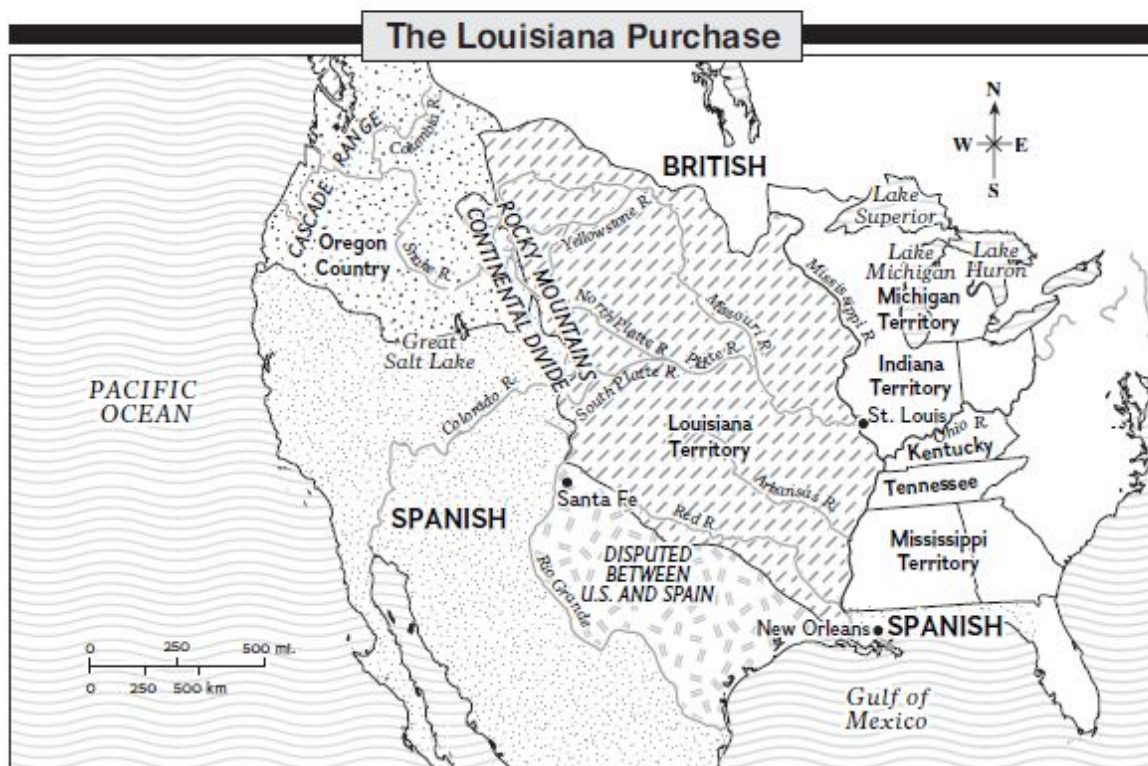 The Louisiana Purchase
N
W
E
S
BRITISH
CASCADE RANGE
Columbia R.
Lake
Superior
Oregon
Country
Snake R.
ROCKY MOUNTAINS
CONTINENTAL DIVIDE
Yellowstone R.
Missouri R.
Mississippi R.
Lake
Michigan
Lake
Huron
Michigan
Territory
North Platte R.
Platte R.
South Platte R.
Great
Salt Lake
Indiana
Territory
PACIFIC
OCEAN
Colorado R.
Louisiana
Territory
St. Louis
Ohio R.
Kentucky
Tennessee
Santa Fe
Arkansas R.
Red R.
SPANISH
Mississippi
Territory
DISPUTED
BETWEEN
U.S. AND SPAIN
Rio Grande
New Orleans
SPANISH
0 250 500 mi.
0 250 500 km
Gulf of
Mexico